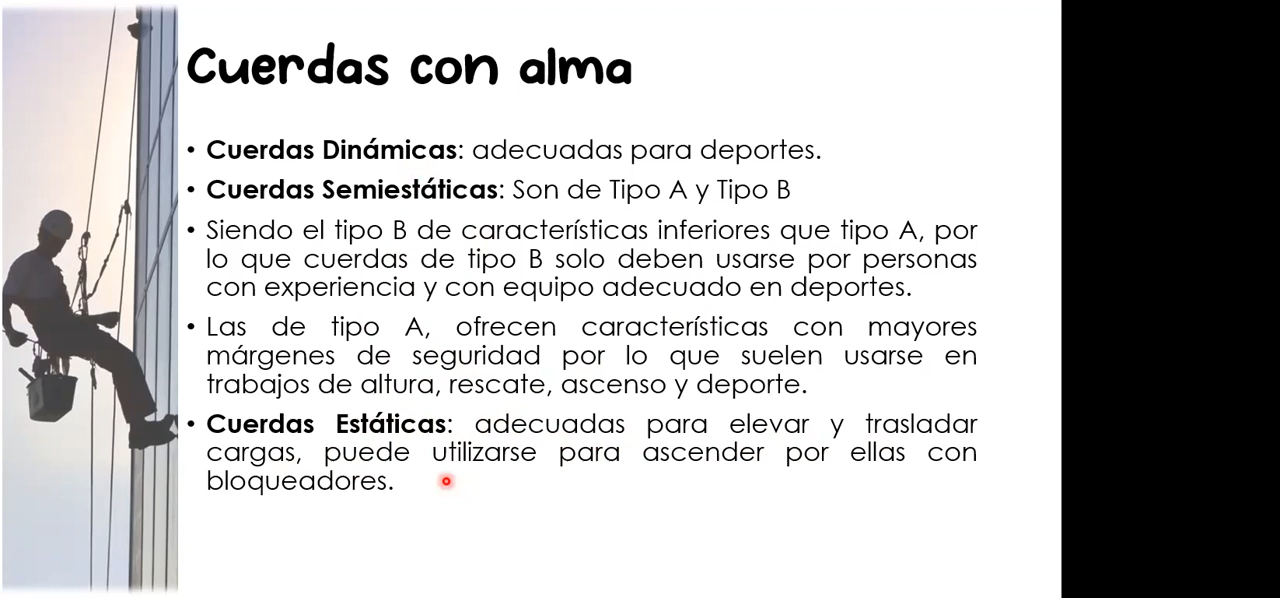 Cuerdas con alma
• Cuerdas Dinámicas: adecuadas para deportes.
• Cuerdas Semiestáticas: Son de Tipo A y Tipo B
• Siendo el tipo B de características inferiores que tipo A, por
lo que cuerdas de tipo B solo deben usarse por personas
con experiencia y con equipo adecuado en deportes.
• Las de tipo A, ofrecen características con mayores
márgenes de seguridad por lo que suelen usarse en
trabajos de altura, rescate, ascenso y deporte.
• Cuerdas Estáticas: adecuadas para elevar y trasladar
cargas, puede utilizarse para ascender por ellas con
bloqueadores.